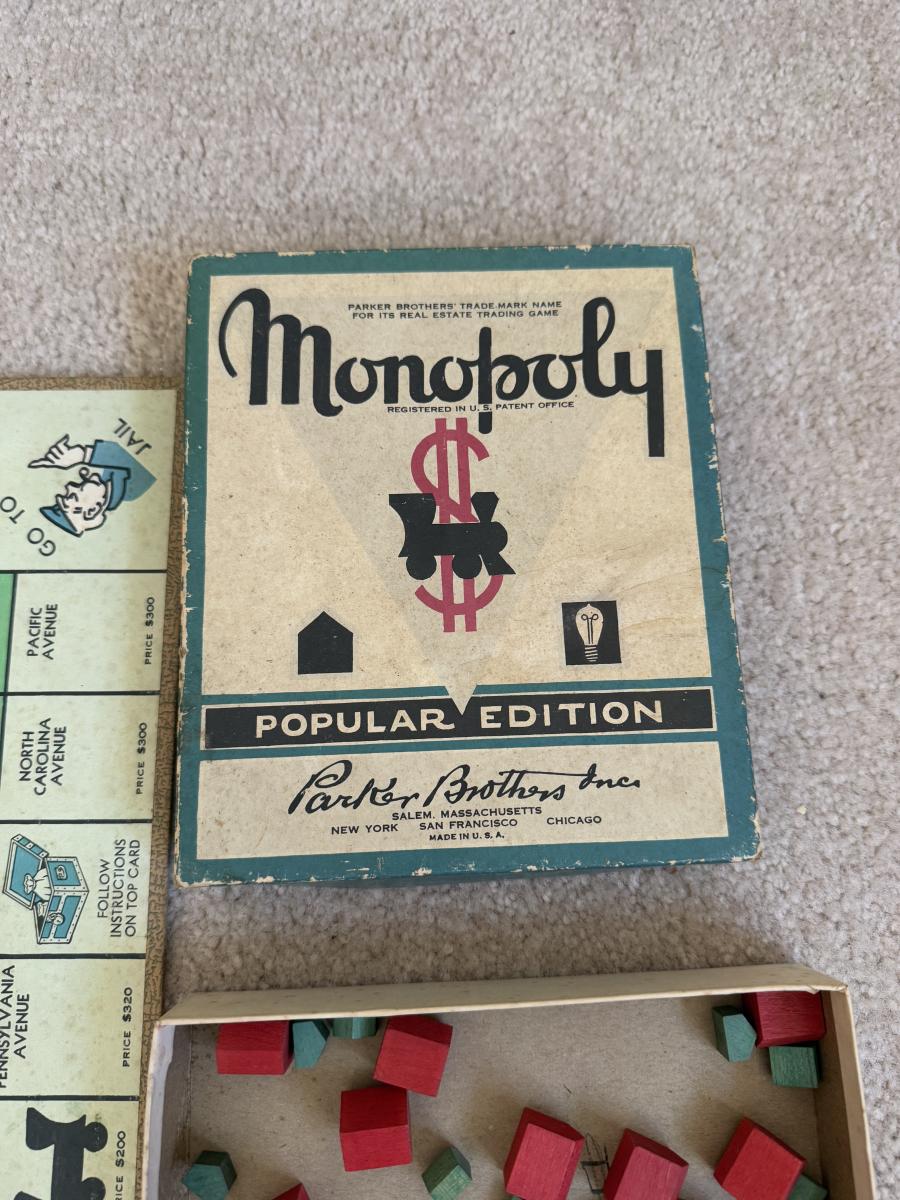 PARKER BROTHERS' TRADE-MARK NAME
FOR ITS REAL ESTATE TRADING GAME
Monopoly
REGISTERED IN U. S. PATENT OFFICE
POPULAR EDITION
Parker Brothers Inc.
SALEM, MASSACHUSETTS
NEW YORK SAN FRANCISCO CHICAGO
MADE IN U. S. A.
GO TO
JAIL
PACIFIC
AVENUE
PRICE $300
NORTH
CAROLINA
AVENUE
PRICE $300
FOLLOW
INSTRUCTIONS
ON TOP CARD
PENNSYLVANIA
AVENUE
PRICE $320
PRICE $200